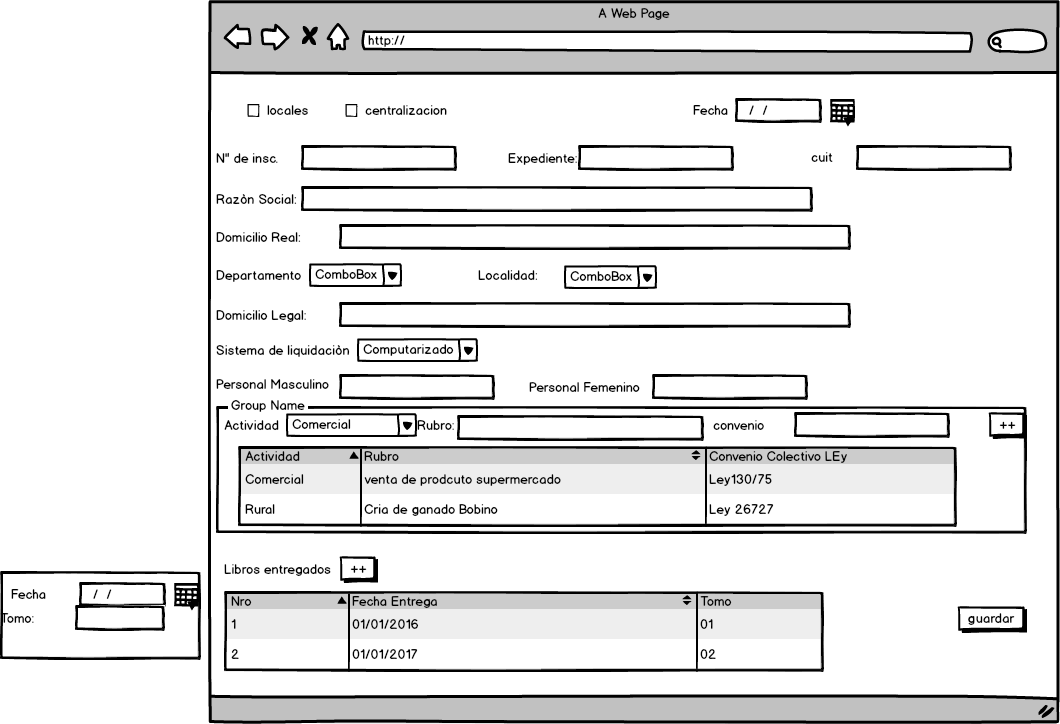 A Web Page
http://
locales centralizacion Fecha / /
N° de insc. Expediente: cuit
Razòn Social:
Domicilio Real:
Departamento ComboBox Localidad: ComboBox
Domicilio Legal:
Sistema de liquidaciòn Computarizado
Personal Masculino Personal Femenino
Group Name
Actividad Comercial Rubro: convenio ++
Actividad Rubro Convenio Colectivo LEy
Comercial venta de prodcuto supermercado Ley130/75
Rural Cria de ganado Bobino Ley 26727
Libros entregados ++
Fecha / /
Tomo:
Nro Fecha Entrega Tomo
1 01/01/2016 01
2 01/01/2017 02
guardar